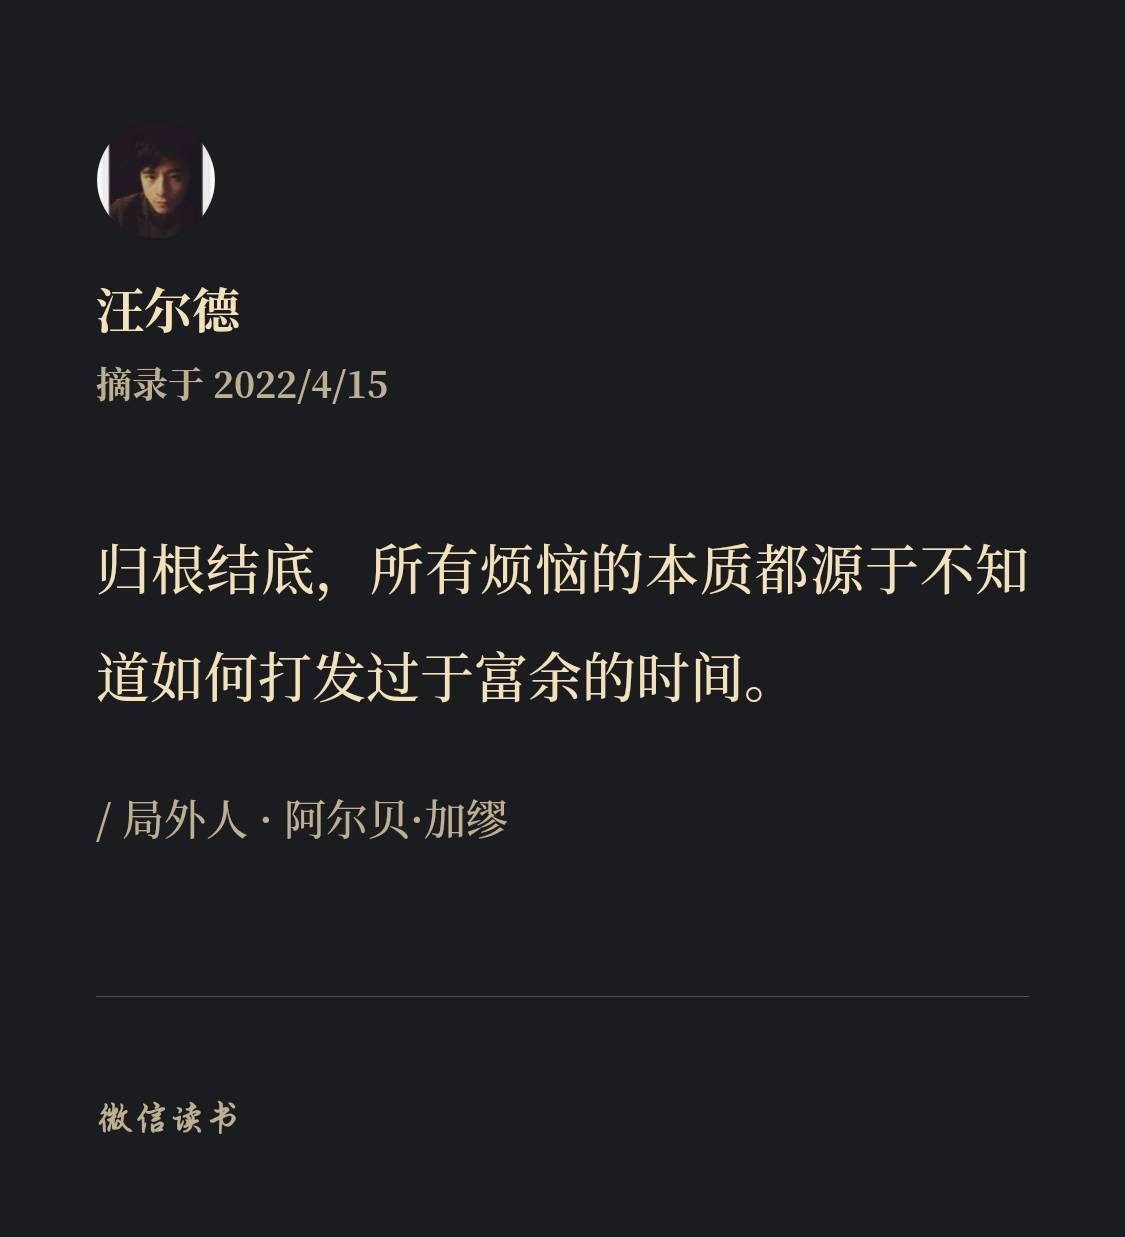 汪尔德
摘录于 2022/4/15
归根结底，所有烦恼的本质都源于不知
道如何打发过于富余的时间。
/ 局外人 · 阿尔贝·加缪
微信读书